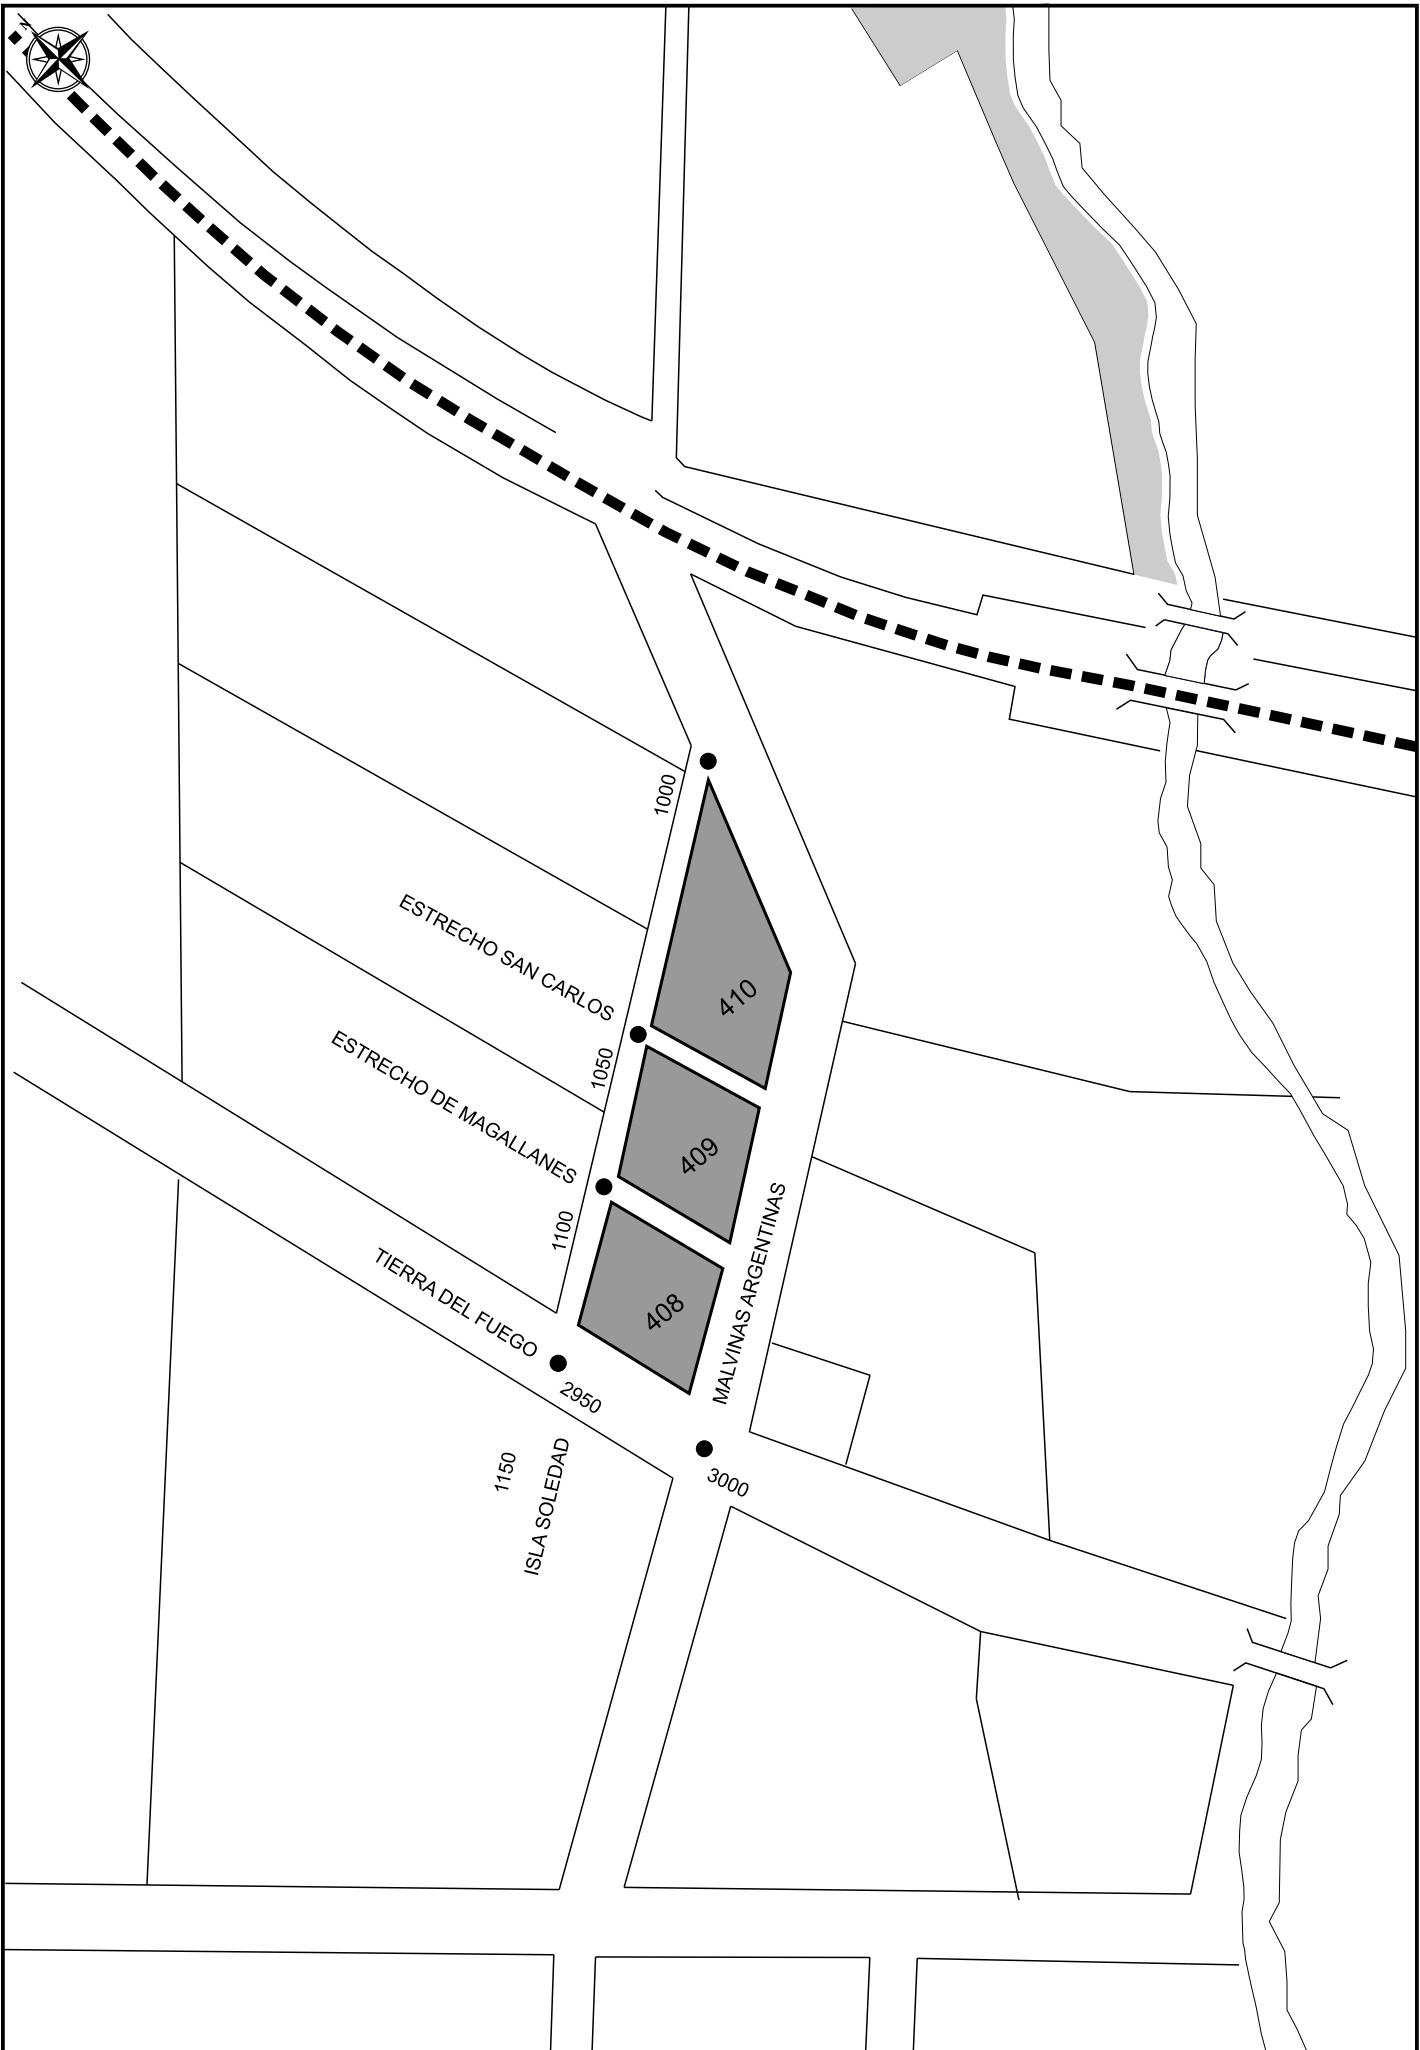 N
1000
ESTRECHO SAN CARLOS
410
1050
ESTRECHO DE MAGALLANES
409
1100
MALVINAS ARGENTINAS
TIERRA DEL FUEGO
408
2950
1150
ISLA SOLEDAD
3000